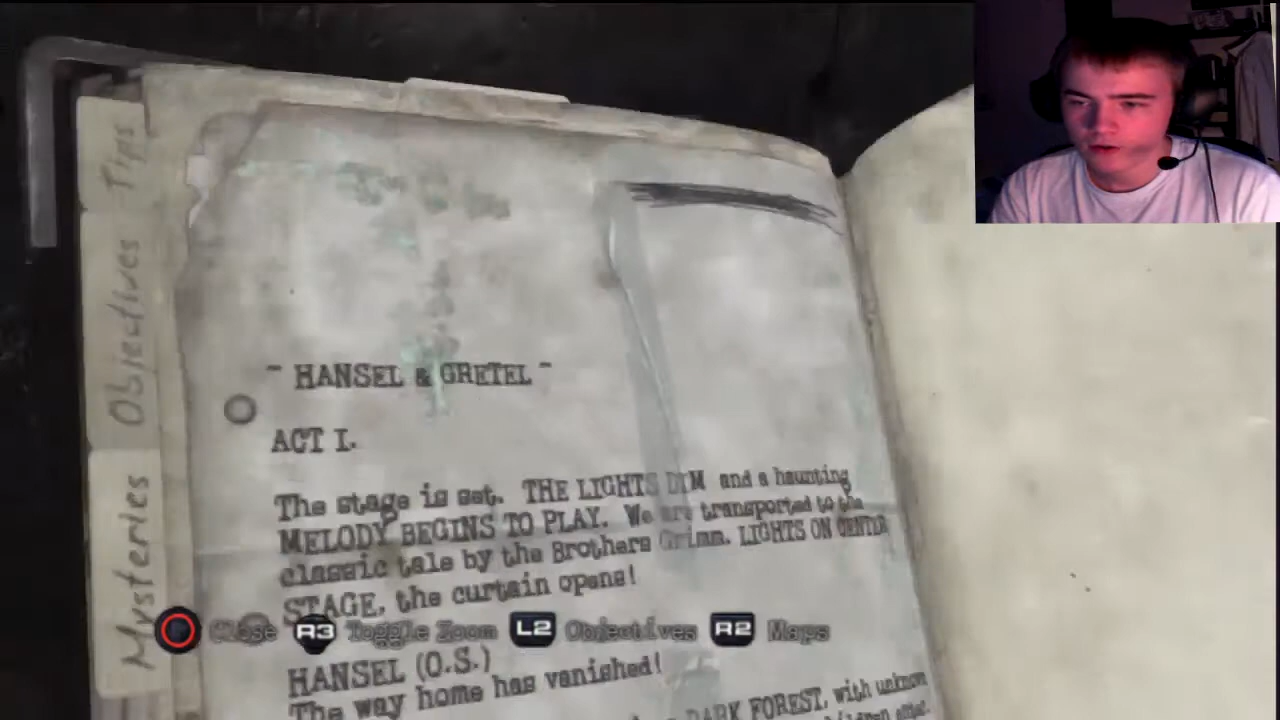 Tips
Objectives
Mysteries
- HANSEL & GRETEL -
ACT I.
The stage is set. THE LIGHTS DIM and a haunting
MELODY BEGINS TO PLAY. We are transported to the
classic tale by the Brothers Grimm. LIGHTS ON CENTER
STAGE, the curtain opens!
Close R3 Toggle Zoom L2 Objectives R2 Maps
HANSEL (O.S.)
The way home has vanished!
DARK FOREST, with unknown